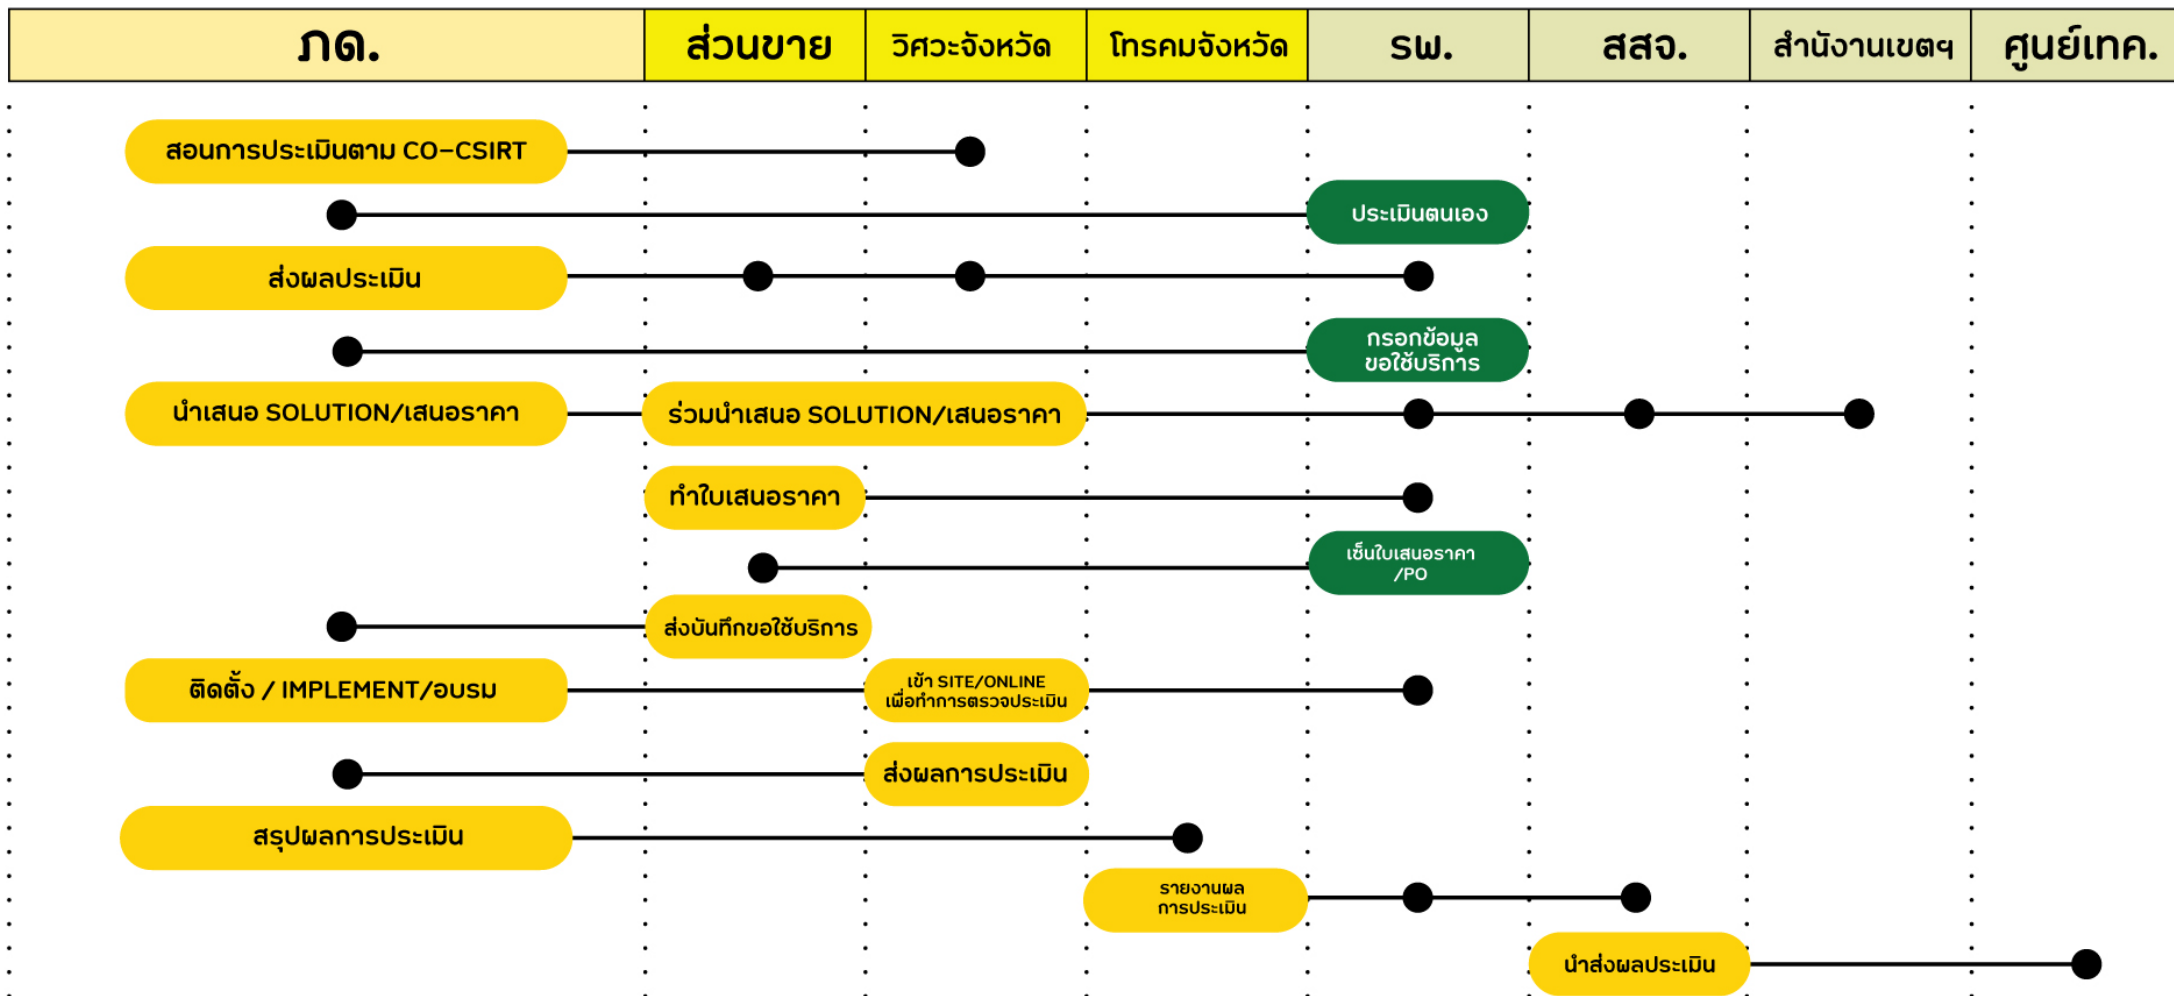 ภด.
ส่วนขาย
วิศวะจังหวัด
โทรคมจังหวัด
รพ.
สสจ.
สำนังานเขตฯ
ศูนย์เทค.
สอนการประเมินตาม CO-CSIRT
ประเมินตนเอง
ส่งผลประเมิน
กรอกข้อมูล
ขอใช้บริการ
นำเสนอ SOLUTION/เสนอราคา
ร่วมนำเสนอ SOLUTION/เสนอราคา
ทำใบเสนอราคา
เซ็นใบเสนอราคา
/PO
ส่งบันทึกขอใช้บริการ
ติดตั้ง / IMPLEMENT/อบรม
เข้า SITE/ONLINE
เพื่อทำการตรวจประเมิน
ส่งผลการประเมิน
สรุปผลการประเมิน
รายงานผล
การประเมิน
นำส่งผลประเมิน